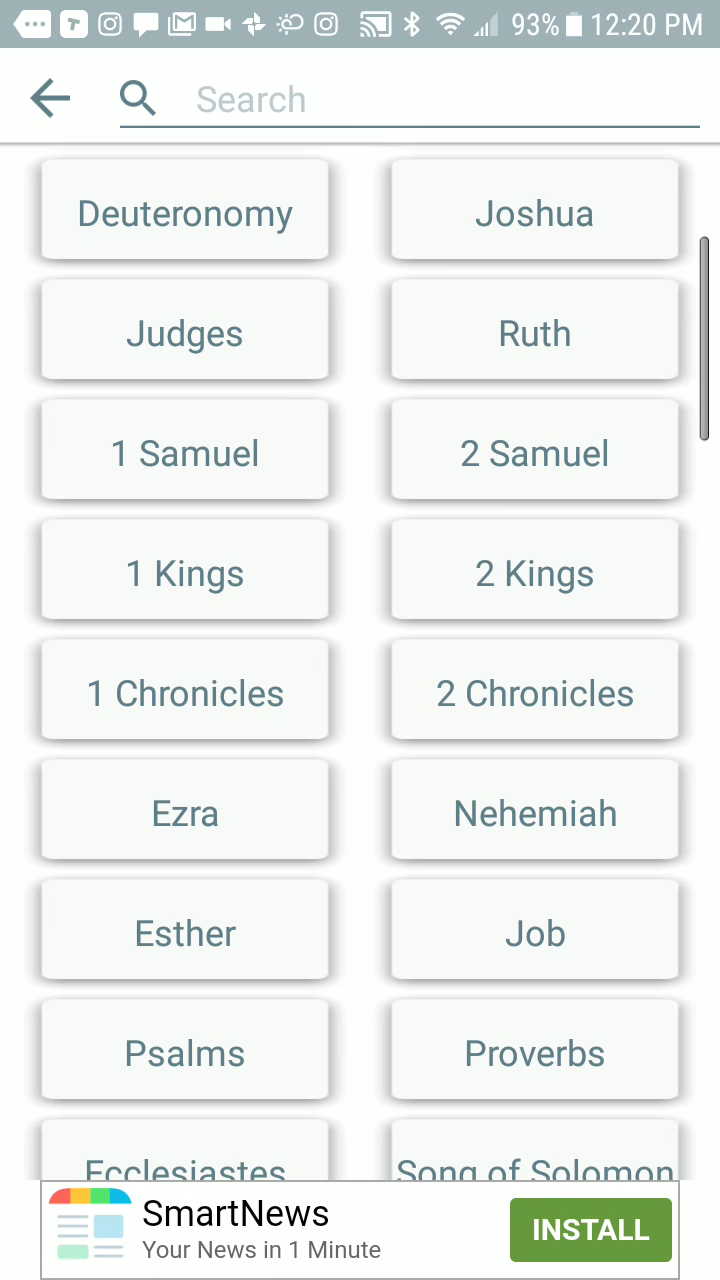 93% 12:20 PM
Search
Deuteronomy Joshua
Judges Ruth
1 Samuel 2 Samuel
1 Kings 2 Kings
1 Chronicles 2 Chronicles
Ezra Nehemiah
Esther Job
Psalms Proverbs
Ecclesiastes Song of Solomon
SmartNews
Your News in 1 Minute
INSTALL